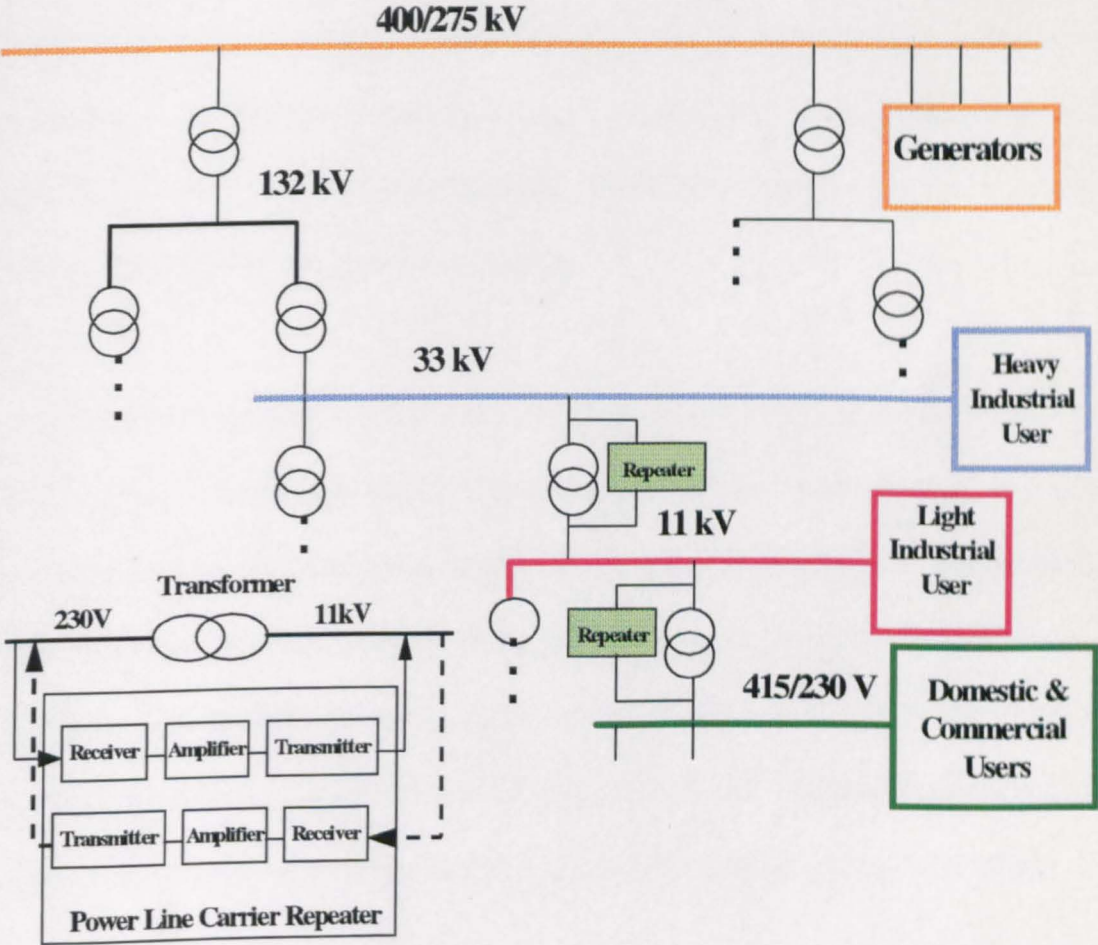 400/275 kV
Generators
132 kV
33 kV
Heavy
Industrial
User
Repeater
11 kV
Light
Industrial
User
Transformer
230V
11kV
Repeater
415/230 V
Domestic &
Commercial
Users
Receiver
Amplifier
Transmitter
Transmitter
Amplifier
Receiver
Power Line Carrier Repeater